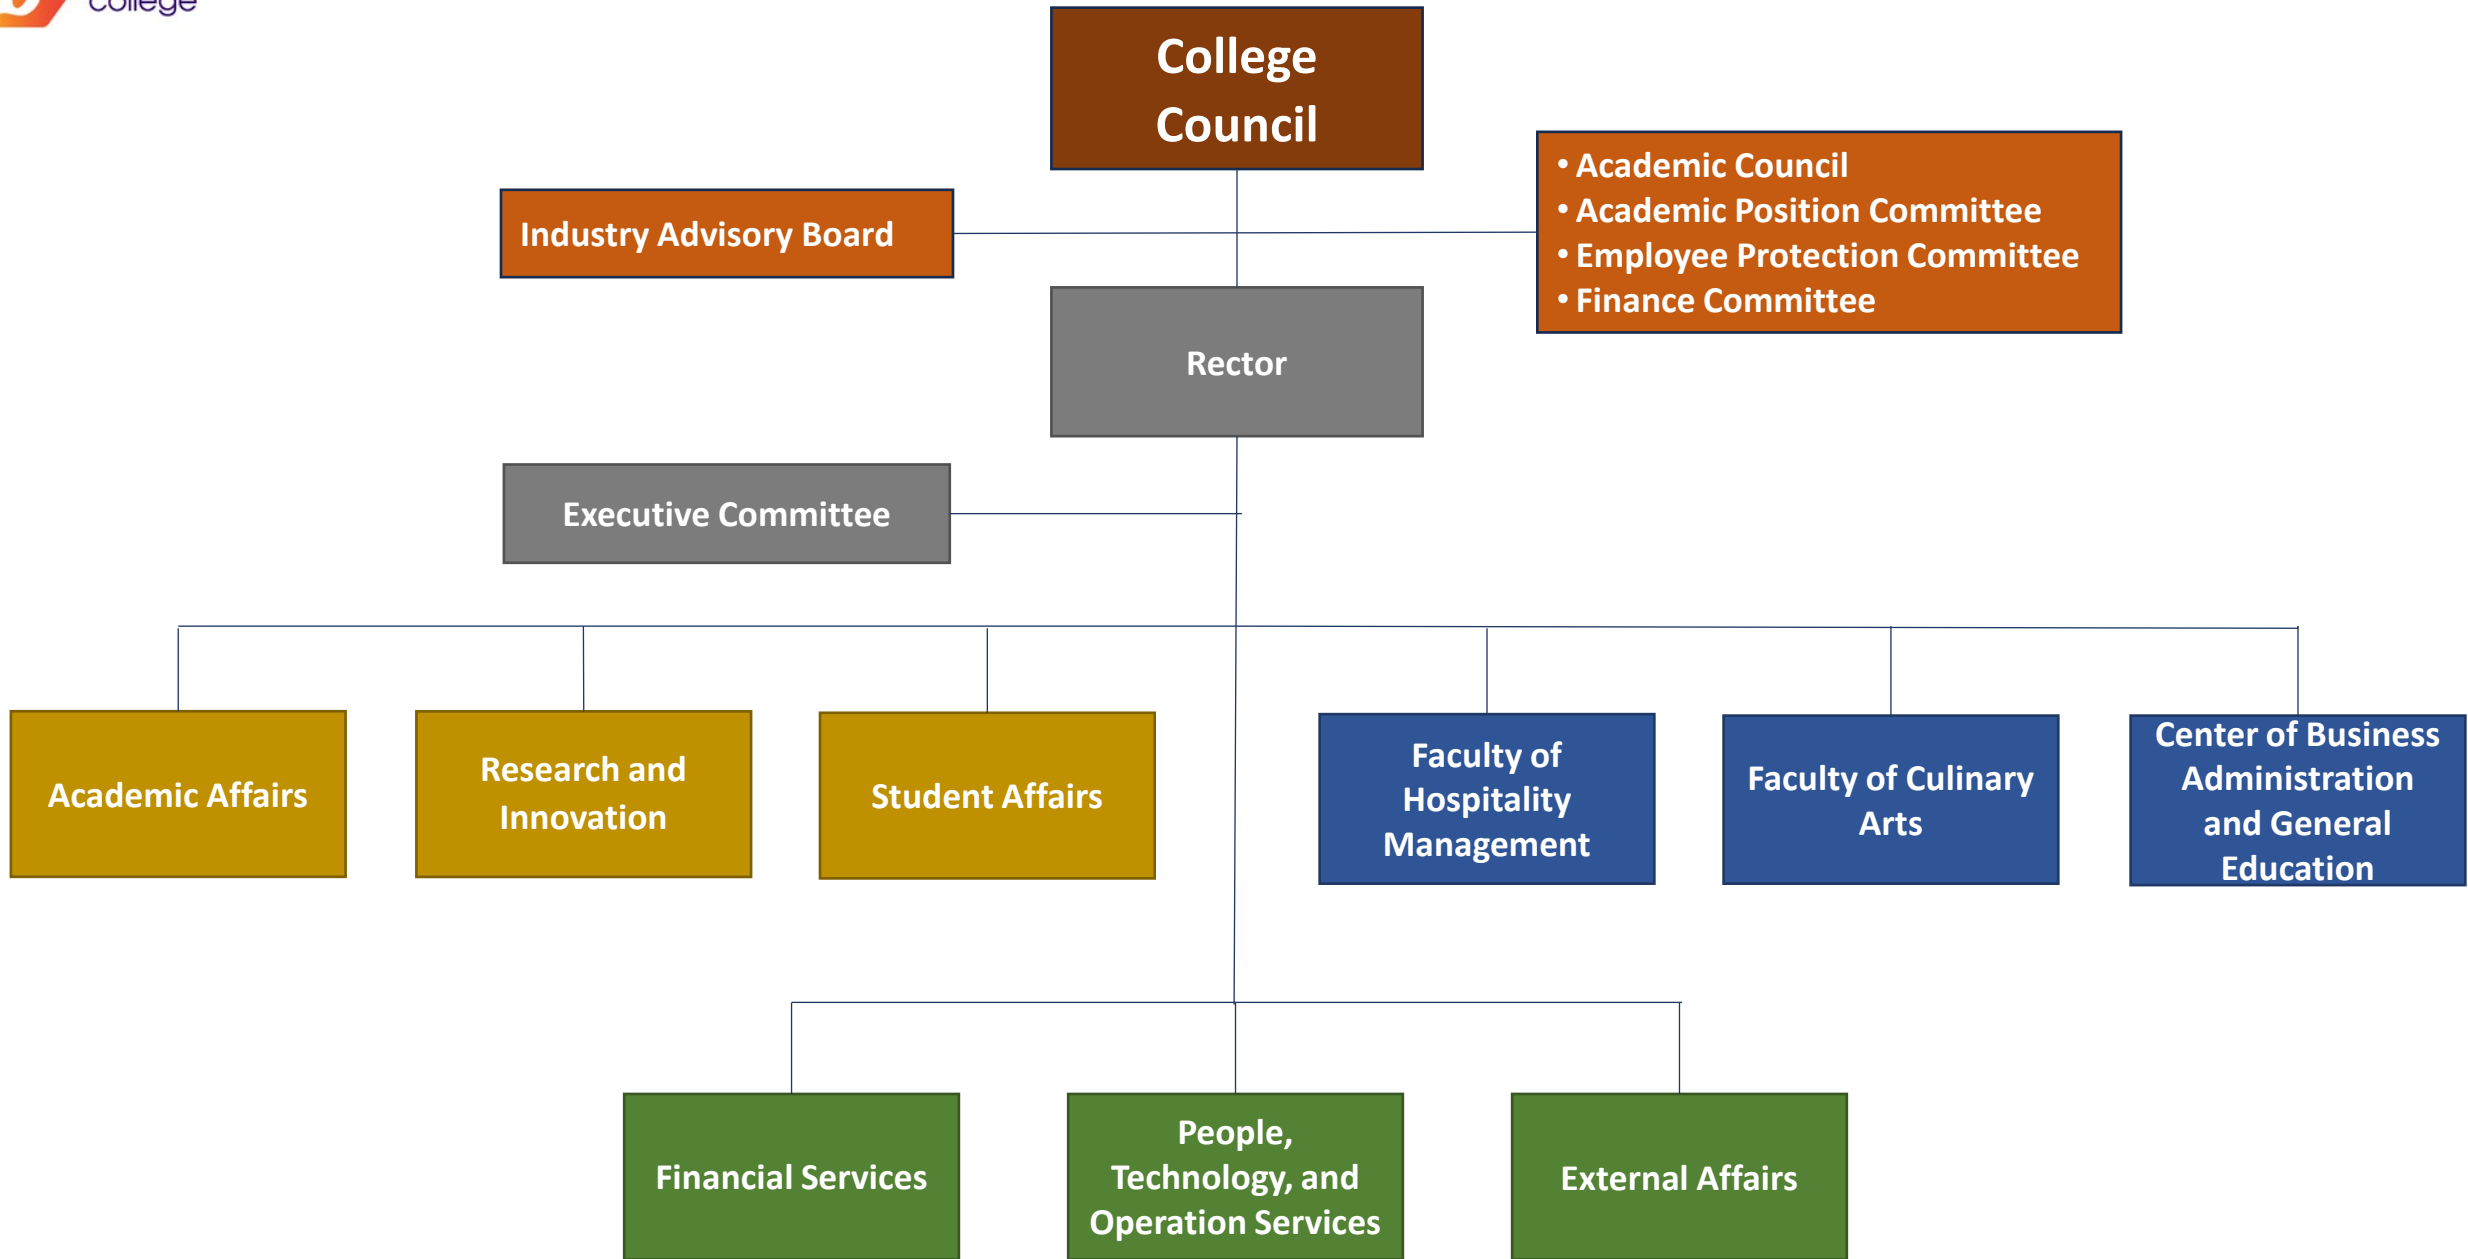 college
College
Council
• Academic Council
• Academic Position Committee
• Employee Protection Committee
• Finance Committee
Industry Advisory Board
Rector
Executive Committee
Academic Affairs
Research and
Innovation
Student Affairs
Faculty of
Hospitality
Management
Faculty of Culinary
Arts
Center of Business
Administration
and General
Education
Financial Services
People,
Technology, and
Operation Services
External Affairs